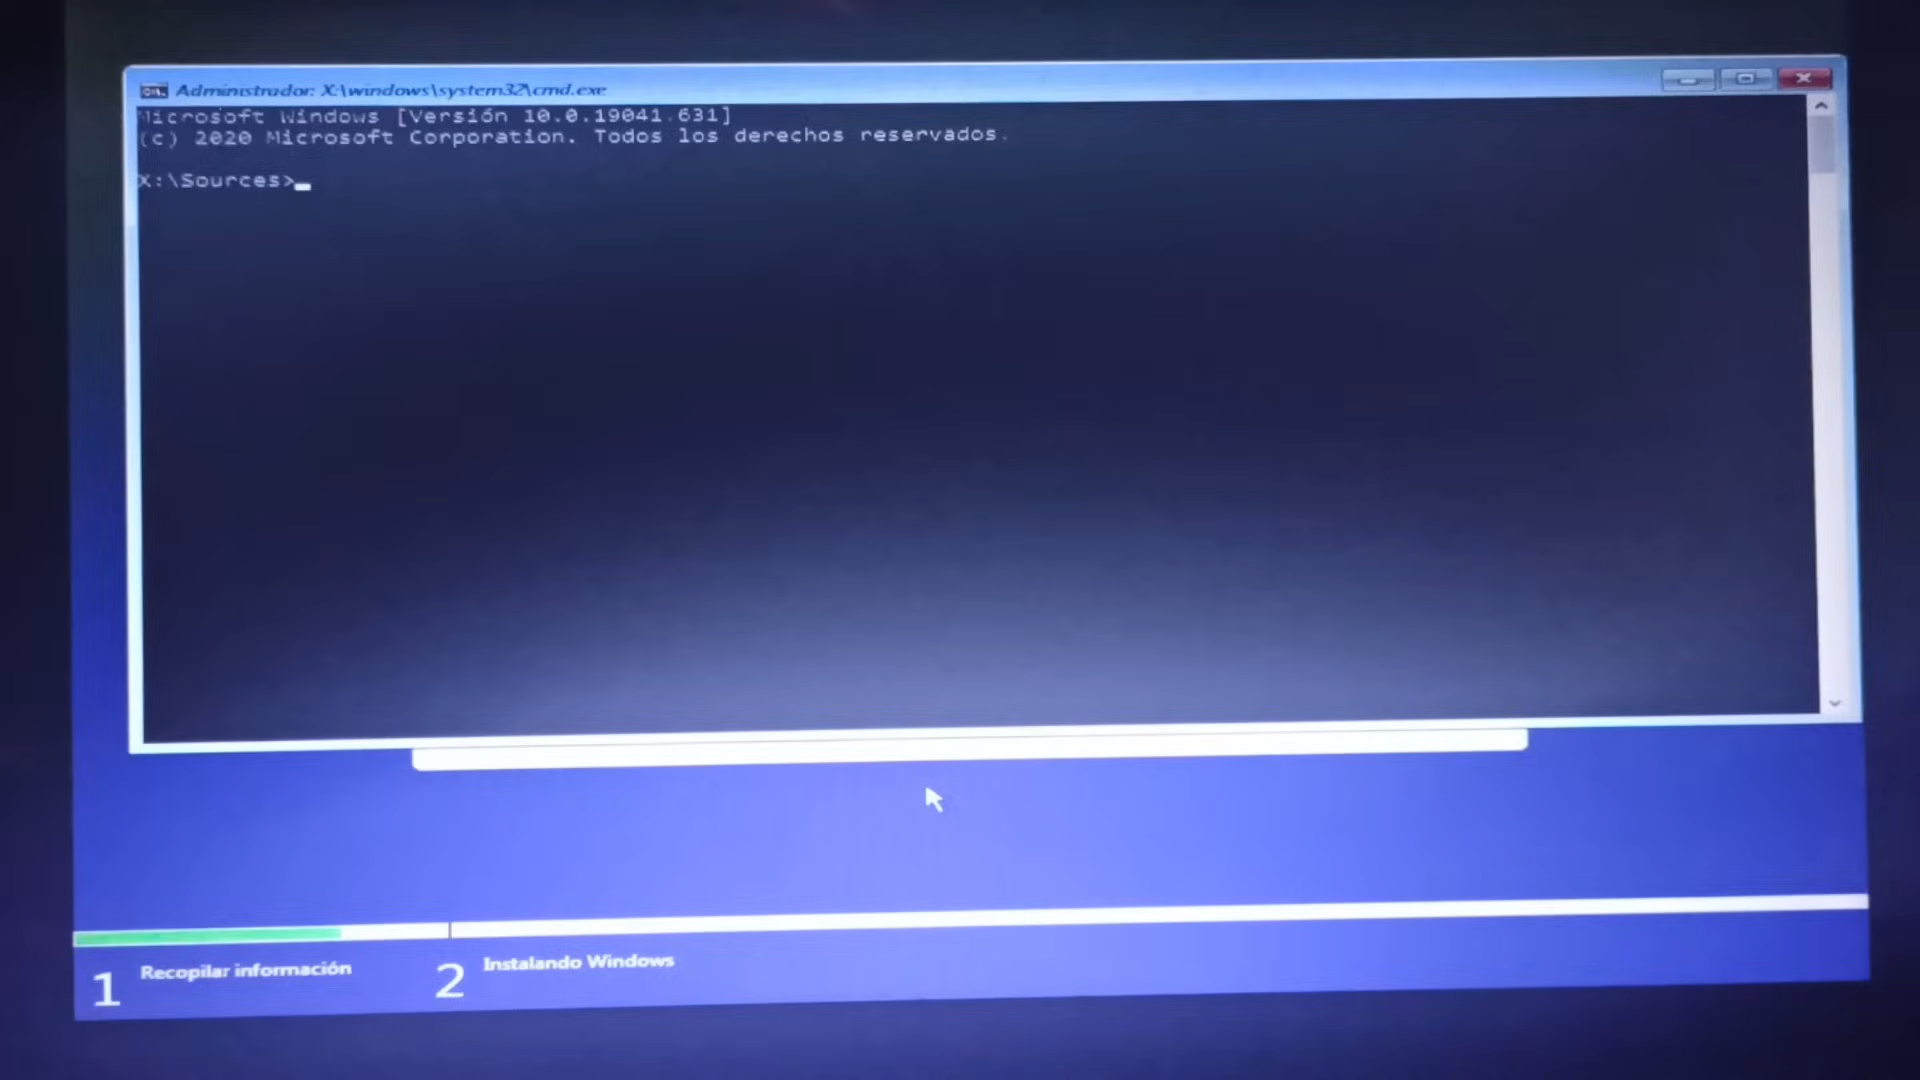 Administrador: X:\windows\system32\cmd.exe
Microsoft Windows [Versión 10.0.19041.631]
(c) 2020 Microsoft Corporation. Todos los derechos reservados.
X:\Sources>
1 Recopilar información
2 Instalando Windows